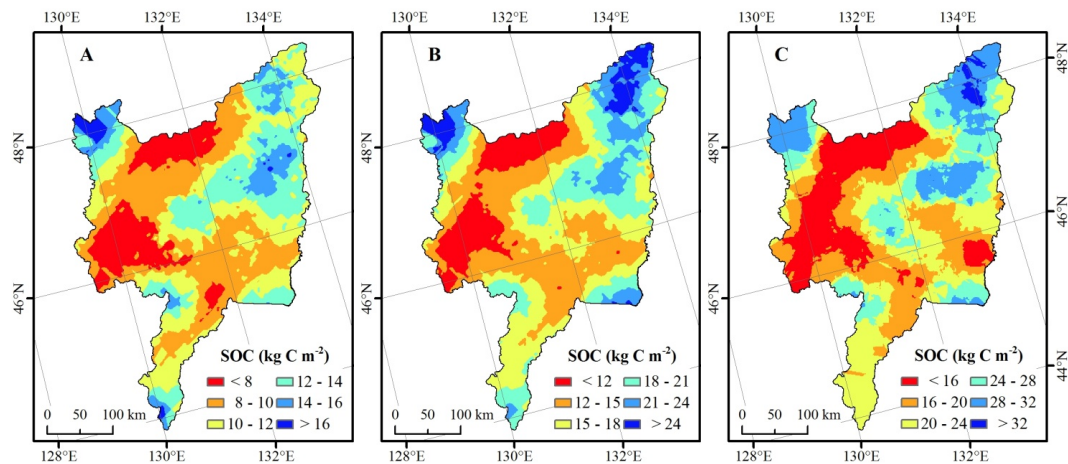 130°E 132°E 134°E
130°E 132°E 134°E
130°E 132°E 134°E
A
B
C
48°N
46°N
48°N
46°N
48°N
46°N
44°N
SOC (kg C m⁻²)
< 8 12 - 14
8 - 10 14 - 16
10 - 12 > 16
0 50 100 km
SOC (kg C m⁻²)
< 12 18 - 21
12 - 15 21 - 24
15 - 18 > 24
0 50 100 km
SOC (kg C m⁻²)
< 16 24 - 28
16 - 20 28 - 32
20 - 24 > 32
0 50 100 km
128°E 130°E 132°E
128°E 130°E 132°E
128°E 130°E 132°E